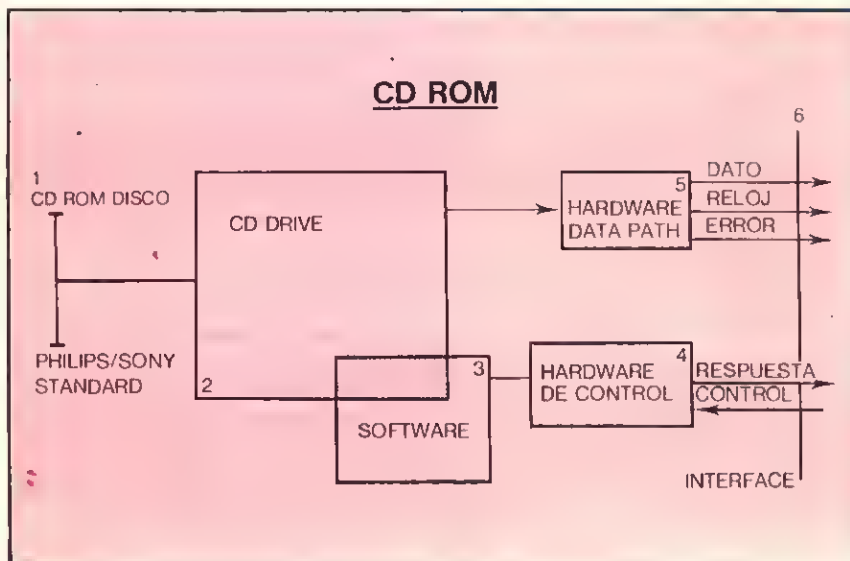 CD ROM
1
CD ROM DISCO
PHILIPS/SONY
STANDARD
CD DRIVE
2
3
SOFTWARE
5
HARDWARE
DATA PATH
4
HARDWARE
DE CONTROL
6
DATO
RELOJ
ERROR
RESPUESTA
CONTROL
INTERFACE